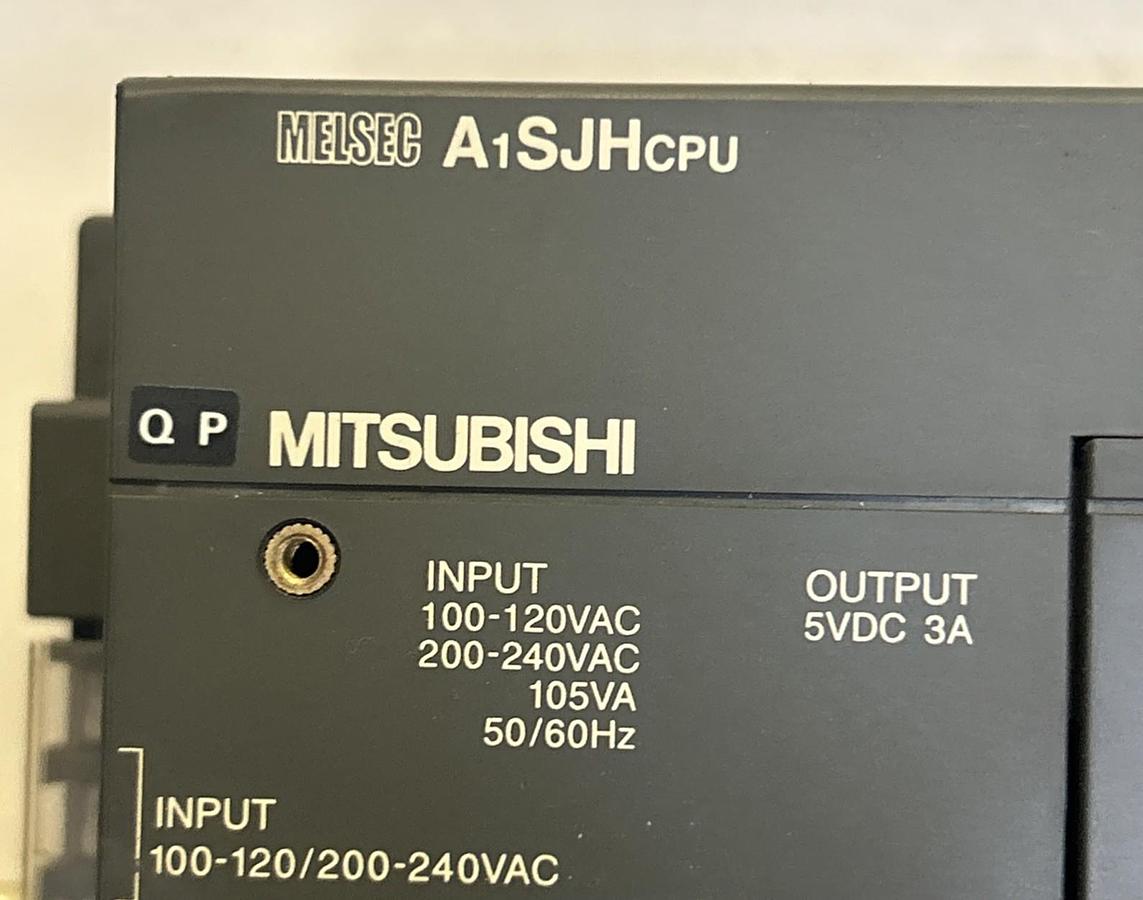 MELSEC A1SJHCPU
Q P MITSUBISHI
INPUT
100-120VAC
200-240VAC
105VA
50/60Hz
OUTPUT
5VDC 3A
INPUT
100-120/200-240VAC